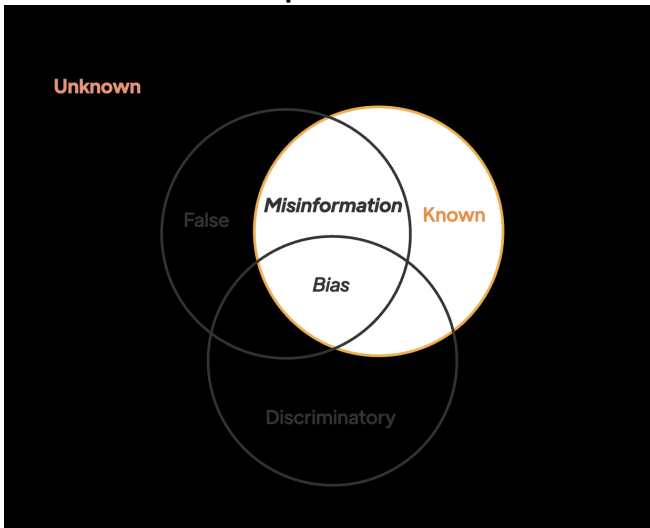 Unknown
Misinformation
False
Known
Bias
Discriminatory